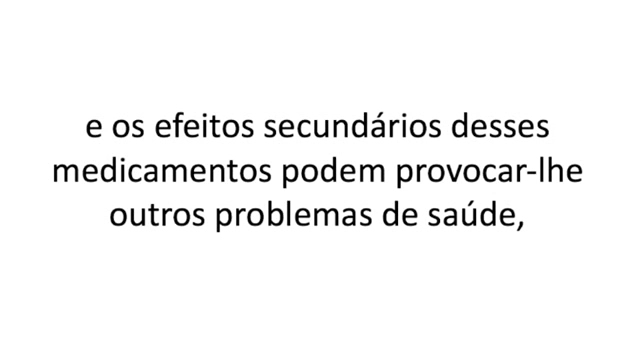 e os efeitos secundários desses
medicamentos podem provocar-lhe
outros problemas de saúde,